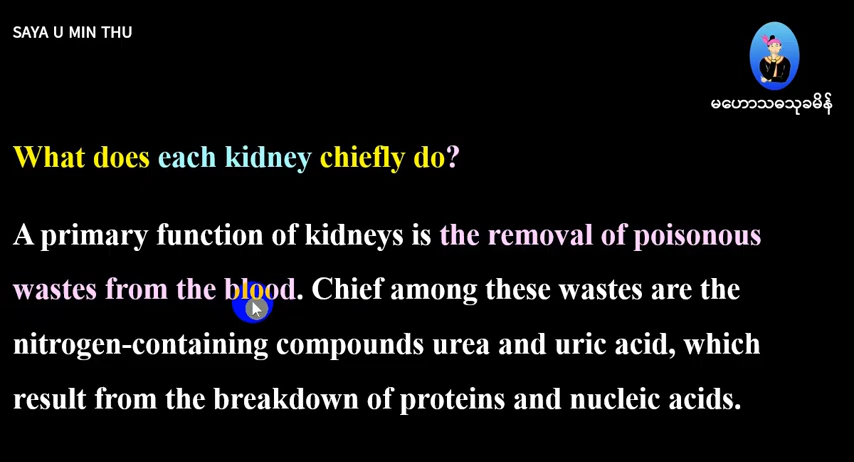 SAYA U MIN THU
မဟောသဓသုခမိန်
What does each kidney chiefly do?
A primary function of kidneys is the removal of poisonous
wastes from the blood. Chief among these wastes are the
nitrogen-containing compounds urea and uric acid, which
result from the breakdown of proteins and nucleic acids.